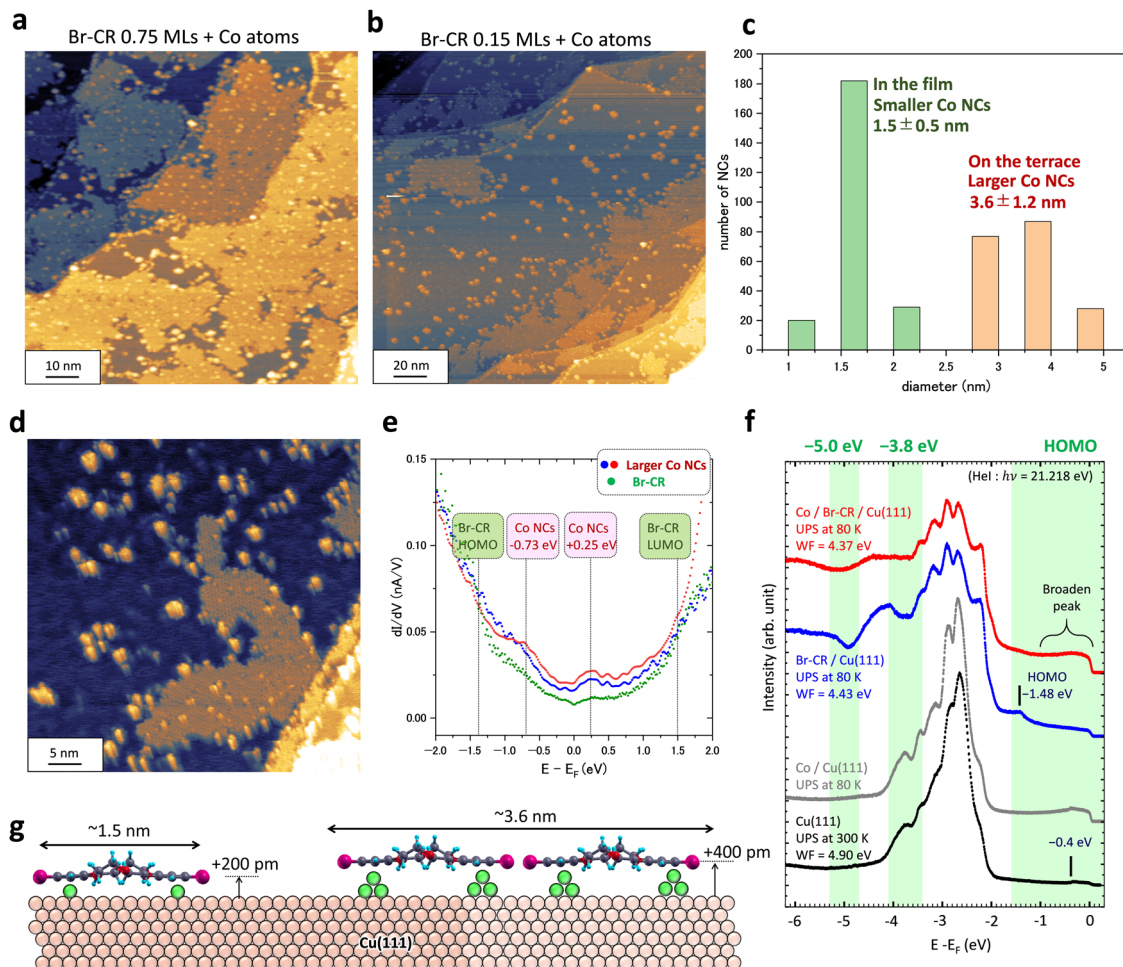 a
Br-CR 0.75 MLs + Co atoms
10 nm
b
Br-CR 0.15 MLs + Co atoms
20 nm
c
number of NCs
200
180
160
140
120
100
80
60
40
20
0
In the film
Smaller Co NCs
1.5 ± 0.5 nm
On the terrace
Larger Co NCs
3.6 ± 1.2 nm
1
1.5
2
2.5
3
4
5
diameter (nm)
d
5 nm
e
dI/dV (nA/V)
0.15
0.10
0.05
0.00
Larger Co NCs
Br-CR
Br-CR
HOMO
Co NCs
-0.73 eV
Co NCs
+0.25 eV
Br-CR
LUMO
−2.0
−1.5
−1.0
−0.5
0.0
0.5
1.0
1.5
2.0
E − EF (eV)
f
−5.0 eV
−3.8 eV
HOMO
(HeI : hν = 21.218 eV)
Intensity (arb. unit)
Co / Br-CR / Cu(111)
UPS at 80 K
WF = 4.37 eV
Broaden
peak
Br-CR / Cu(111)
UPS at 80 K
WF = 4.43 eV
HOMO
−1.48 eV
Co / Cu(111)
UPS at 80 K
Cu(111)
UPS at 300 K
WF = 4.90 eV
−0.4 eV
-6
-5
-4
-3
-2
-1
0
E -EF (eV)
g
~1.5 nm
+200 pm
~3.6 nm
+400 pm
Cu(111)